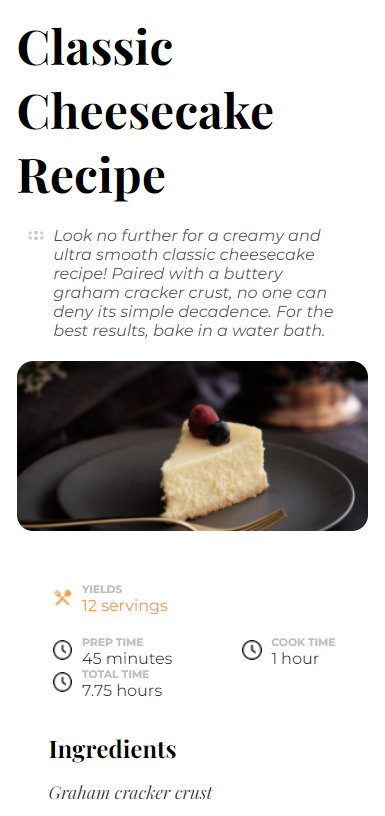 Classic
Cheesecake
Recipe
Look no further for a creamy and
ultra smooth classic cheesecake
recipe! Paired with a buttery
graham cracker crust, no one can
deny its simple decadence. For the
best results, bake in a water bath.
YIELDS
12 servings
PREP TIME
45 minutes
COOK TIME
1 hour
TOTAL TIME
7.75 hours
Ingredients
Graham cracker crust